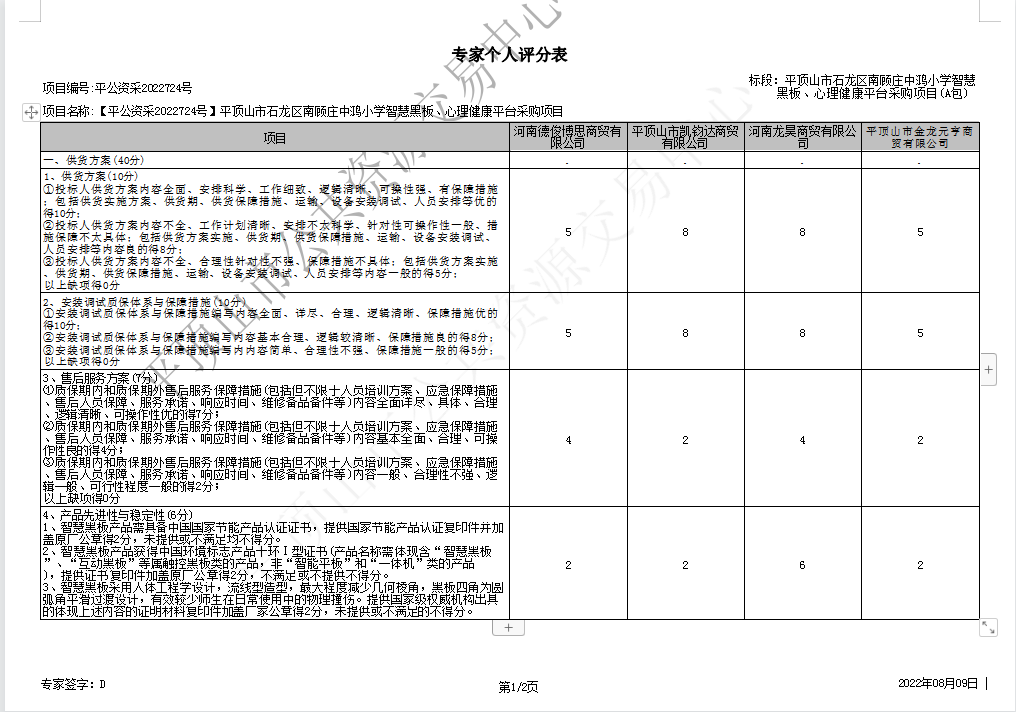 专家个人评分表
项目编号:平公资采2022724号
标段：平顶山市石龙区南顾庄中鸿小学智慧
黑板、心理健康平台采购项目(A包)
项目名称:【平公资采2022724号】平顶山市石龙区南顾庄中鸿小学智慧黑板、心理健康平台采购项目
项目
河南德俊博思商贸有
限公司
平顶山市凯钧达商贸
有限公司
河南龙昊商贸有限公
司
平顶山市金龙元亨商
贸有限公司
一、供货方案(40分)
. . . .
1、供货方案(10分)
①投标人供货方案内容全面、安排科学、工作细致、逻辑清晰、可操性强、有保障措施
；包括供货实施方案、供货期、供货保障措施、运输、设备安装调试、人员安排等优的
得10分；
②投标人供货方案内容不全、工作计划清晰、安排不太科学、针对性可操作性一般、措
施保障不太具体；包括供货方案实施、供货期、供货保障措施、运输、设备安装调试、
人员安排等内容良的得8分；
③投标人供货方案内容不全、合理性针对性不强、保障措施不具体；包括供货方案实施
、供货期、供货保障措施、运输、设备安装调试、人员安排等内容一般的得5分；
以上缺项得0分
5 8 8 5
2、安装调试质保体系与保障措施(10分)
①安装调试质保体系与保障措施编写内容全面、详尽、合理、逻辑清晰、保障措施优的
得10分；
②安装调试质保体系与保障措施编写内容基本合理、逻辑较清晰、保障措施良的得8分；
③安装调试质保体系与保障措施编写内内容简单、合理性不强、保障措施一般的得5分；
以上缺项得0分
5 8 8 5
3、售后服务方案(7分)
①质保期内和质保期外售后服务保障措施(包括但不限于人员培训方案、应急保障措施
、售后人员保障、服务承诺、响应时间、维修备品备件等)内容全面详尽、具体、合理
、逻辑清晰、可操作性优的得7分；
②质保期内和质保期外售后服务保障措施(包括但不限于人员培训方案、应急保障措施
、售后人员保障、服务承诺、响应时间、维修备品备件等)内容基本全面、合理、可操
作性良的得4分；
③质保期内和质保期外售后服务保障措施(包括但不限于人员培训方案、应急保障措施
、售后人员保障、服务承诺、响应时间、维修备品备件等)内容一般、合理性不强、逻
辑一般、可行性程度一般的得2分；
以上缺项得0分
4 2 4 2
4、产品先进性与稳定性(6分)
1、智慧黑板产品需具备中国国家节能产品认证证书，提供国家节能产品认证复印件并加
盖原厂公章得2分，未提供或不满足均不得分。
2、智慧黑板产品获得中国环境标志产品十环Ⅰ型证书(产品名称需体现含“智慧黑板
”、“互动黑板”等属触控黑板类的产品，非“智能平板”和“一体机”类的产品
)，提供证书复印件加盖原厂公章得2分，不满足或不提供不得分。
3、智慧黑板采用人体工程学设计，流线型造型，最大程度减少几何棱角，黑板四角为圆
弧角平滑过渡设计，有效较少师生在日常使用中的物理撞伤。提供国家级权威机构出具
的体现上述内容的证明材料复印件加盖厂家公章得2分，未提供或不满足的不得分。
2 2 6 2
专家签字：D
第1/2页
2022年08月09日
平顶山市公共资源交易中心